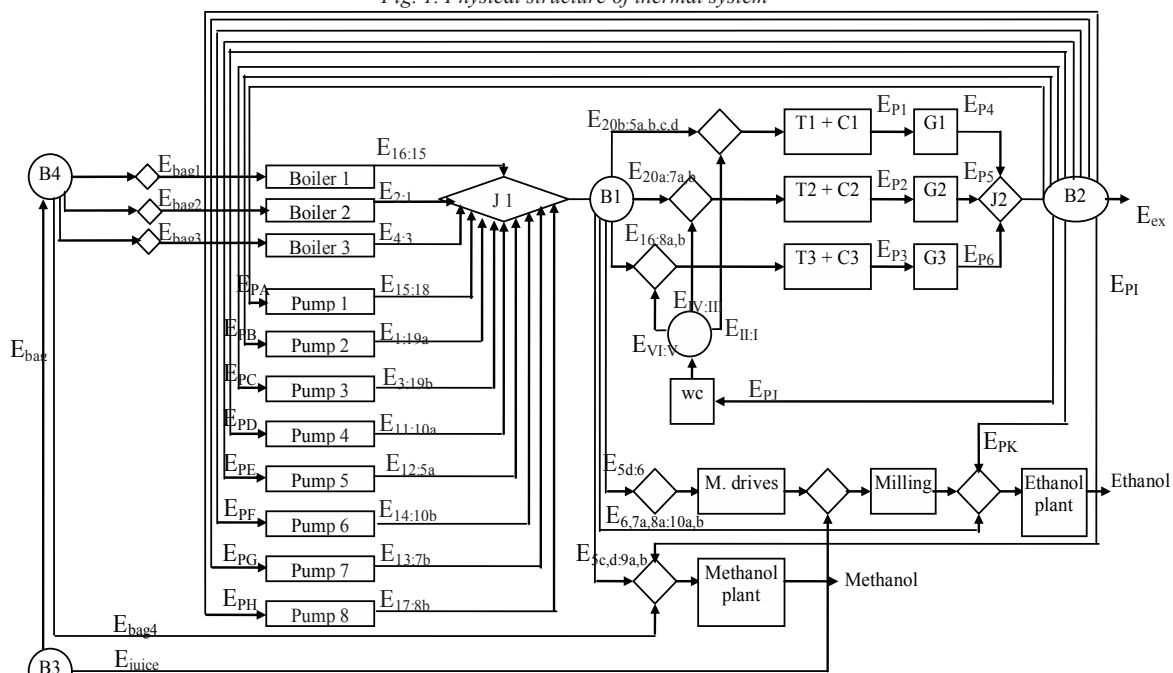 Fig. 1. Physical structure of thermal system
E20b:5a,b,c,d
T1 + C1
EP1
G1
EP4
B4
Ebag1
Boiler 1
E16:15
Ebag2
Boiler 2
E2:1
J 1
B1
E20a:7a,b
T2 + C2
EP2
G2
EP5
J2
B2
Eex
Ebag3
Boiler 3
E4:3
E16:8a,b
T3 + C3
EP3
G3
EP6
EPI
EPA
Pump 1
E15:18
EIV:III
EII:I
EVI:V
EPB
Pump 2
E1:19a
Ebag
EPC
Pump 3
E3:19b
wc
EPJ
EPD
Pump 4
E11:10a
EPK
EPE
Pump 5
E12:5a
E5d:6
M. drives
Milling
Ethanol
plant
Ethanol
EPF
Pump 6
E14:10b
E6,7a,8a:10a,b
EPG
Pump 7
E13:7b
E5c,d:9a,b
Methanol
plant
Methanol
EPH
Pump 8
E17:8b
Ebag4
B3
Ejuice